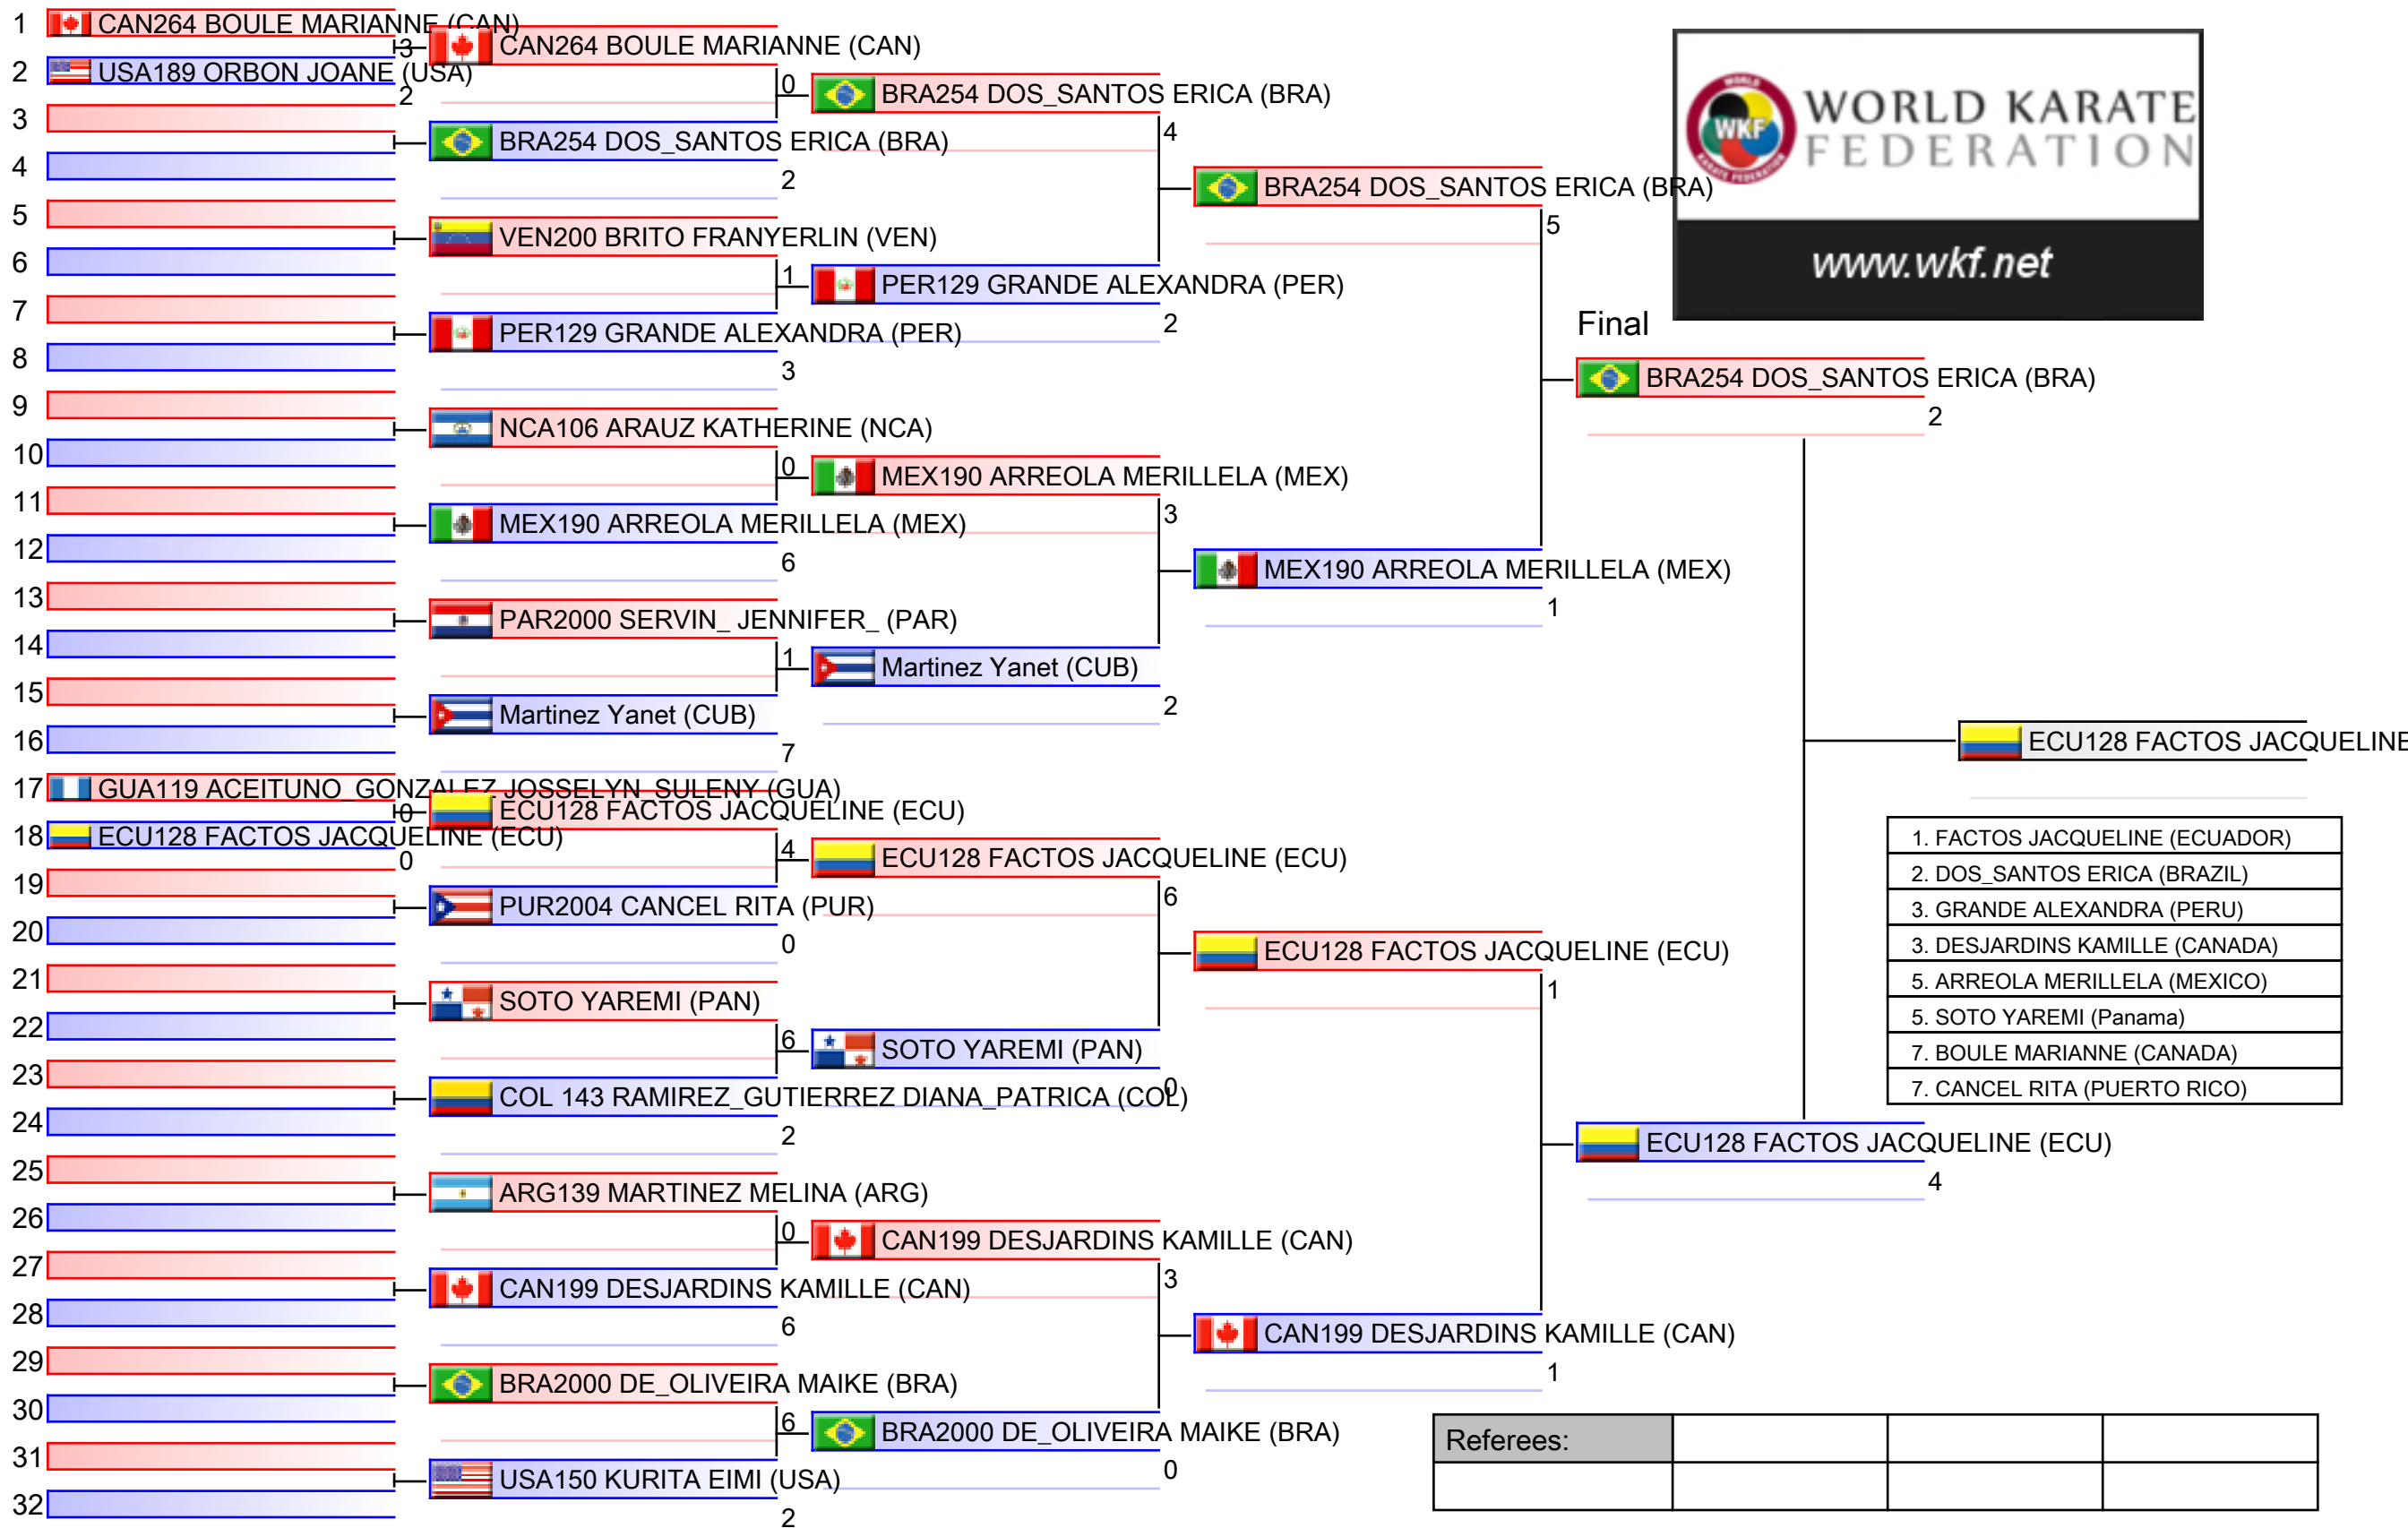 1 CAN264 BOULE MARIANNE (CAN)
3
2 USA189 ORBON JOANE (USA)
2
3
4
5
6
7
8
9
10
11
12
13
14
15
16
17 GUA119 ACEITUNO_GONZALEZ JOSSELYN_SULENY (GUA)
0
18 ECU128 FACTOS JACQUELINE (ECU)
0
19
20
21
22
23
24
25
26
27
28
29
30
31
32
CAN264 BOULE MARIANNE (CAN)
0
BRA254 DOS_SANTOS ERICA (BRA)
2
VEN200 BRITO FRANYERLIN (VEN)
1
PER129 GRANDE ALEXANDRA (PER)
3
NCA106 ARAUZ KATHERINE (NCA)
0
MEX190 ARREOLA MERILLELA (MEX)
6
PAR2000 SERVIN_ JENNIFER_ (PAR)
1
Martinez Yanet (CUB)
7
ECU128 FACTOS JACQUELINE (ECU)
4
PUR2004 CANCEL RITA (PUR)
0
SOTO YAREMI (PAN)
6
COL 143 RAMIREZ_GUTIERREZ DIANA_PATRICA (COL)
2
ARG139 MARTINEZ MELINA (ARG)
0
CAN199 DESJARDINS KAMILLE (CAN)
6
BRA2000 DE_OLIVEIRA MAIKE (BRA)
6
USA150 KURITA EIMI (USA)
2
BRA254 DOS_SANTOS ERICA (BRA)
4
PER129 GRANDE ALEXANDRA (PER)
2
MEX190 ARREOLA MERILLELA (MEX)
3
Martinez Yanet (CUB)
2
ECU128 FACTOS JACQUELINE (ECU)
6
SOTO YAREMI (PAN)
0
CAN199 DESJARDINS KAMILLE (CAN)
3
BRA2000 DE_OLIVEIRA MAIKE (BRA)
0
BRA254 DOS_SANTOS ERICA (BRA)
5
MEX190 ARREOLA MERILLELA (MEX)
1
ECU128 FACTOS JACQUELINE (ECU)
1
CAN199 DESJARDINS KAMILLE (CAN)
1
WORLD
WKF
KARATE FEDERATION
WORLD KARATE
FEDERATION
www.wkf.net
Final
BRA254 DOS_SANTOS ERICA (BRA)
2
ECU128 FACTOS JACQUELINE (ECU)
4
ECU128 FACTOS JACQUELINE
1. FACTOS JACQUELINE (ECUADOR)
2. DOS_SANTOS ERICA (BRAZIL)
3. GRANDE ALEXANDRA (PERU)
3. DESJARDINS KAMILLE (CANADA)
5. ARREOLA MERILLELA (MEXICO)
5. SOTO YAREMI (Panama)
7. BOULE MARIANNE (CANADA)
7. CANCEL RITA (PUERTO RICO)
Referees: